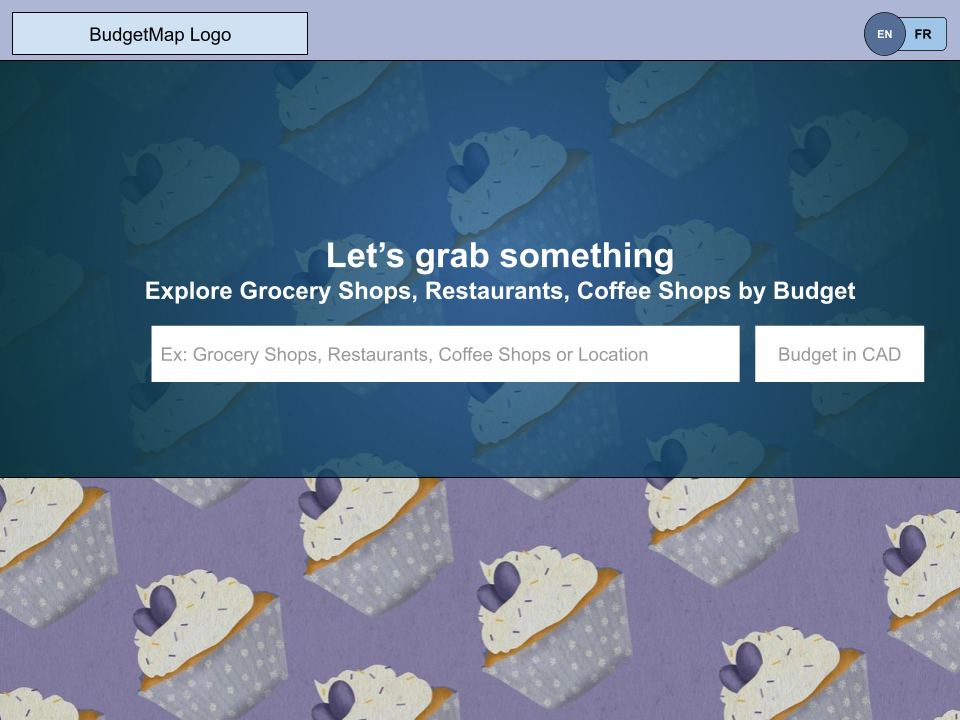 BudgetMap Logo
EN
FR
Let’s grab something
Explore Grocery Shops, Restaurants, Coffee Shops by Budget
Ex: Grocery Shops, Restaurants, Coffee Shops or Location
Budget in CAD